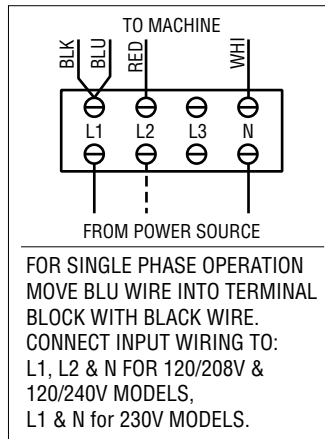 TO MACHINE
BLK BLU RED WHI
L1 L2 L3 N
FROM POWER SOURCE
FOR SINGLE PHASE OPERATION
MOVE BLU WIRE INTO TERMINAL
BLOCK WITH BLACK WIRE.
CONNECT INPUT WIRING TO:
L1, L2 & N FOR 120/208V &
120/240V MODELS,
L1 & N for 230V MODELS.